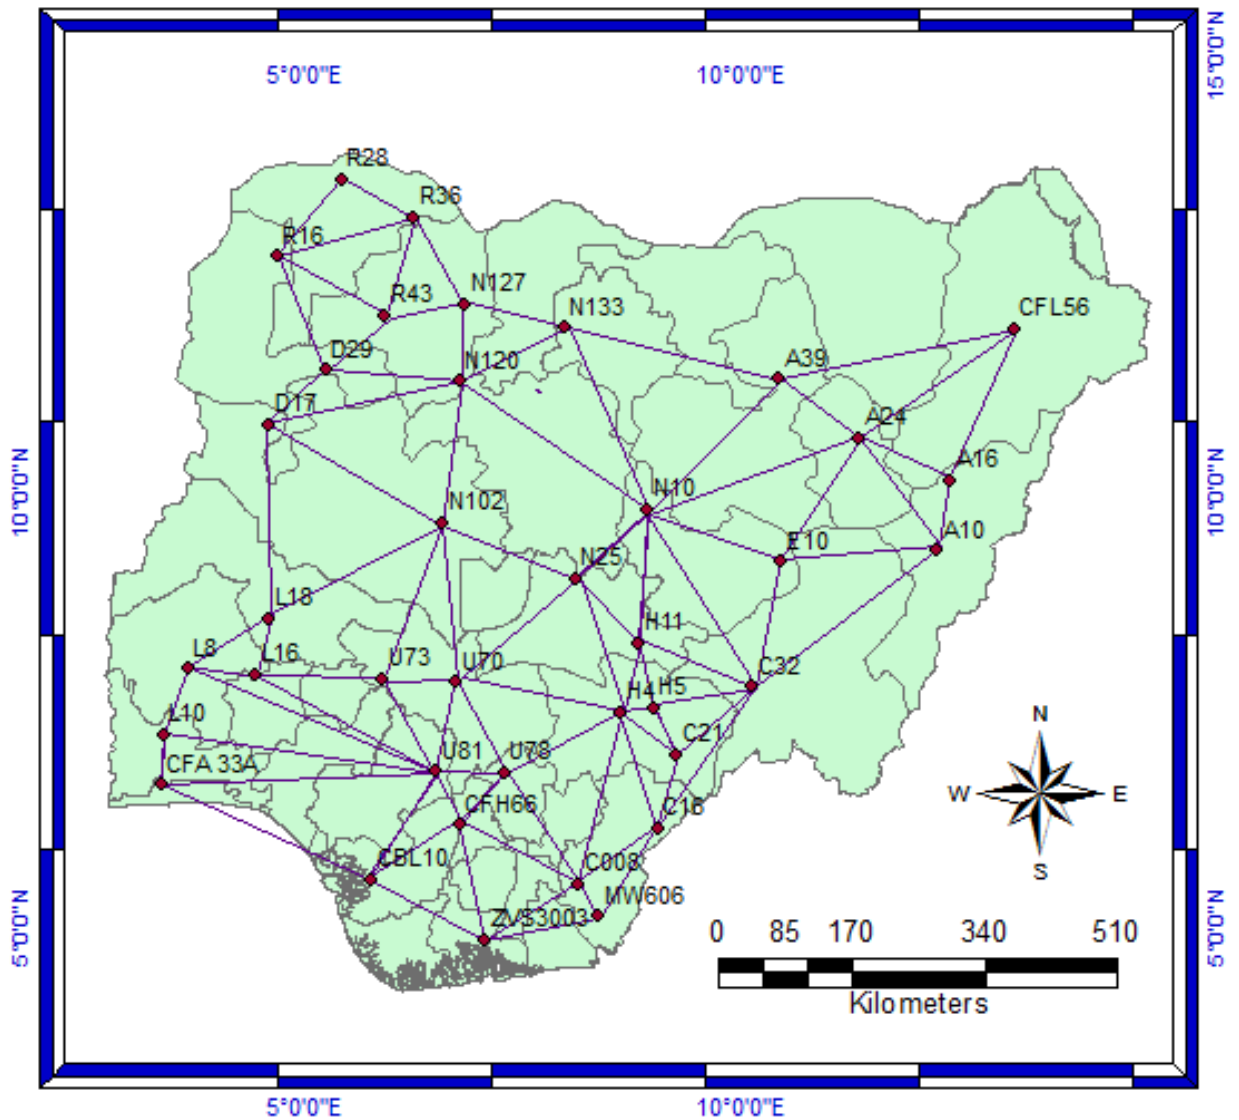 5°0'0"E 10°0'0"E
15°0'0"N
R28
R36
R16
N127
R43
N133
CFL56
D29
N120
A39
D17
A24
A16
N10
10°0'0"N
N102
10°0'0"N
A10
E10
N25
L18
H11
L8
L16
U73
U70
C32
H4
H5
L10
N
C21
U81
U78
CFA 33A
W E
CFH66
C18
S
CBL10
C008
MW606
ZVS3003
5°0'0"N
0 85 170 340 510
5°0'0"N
Kilometers
5°0'0"E 10°0'0"E